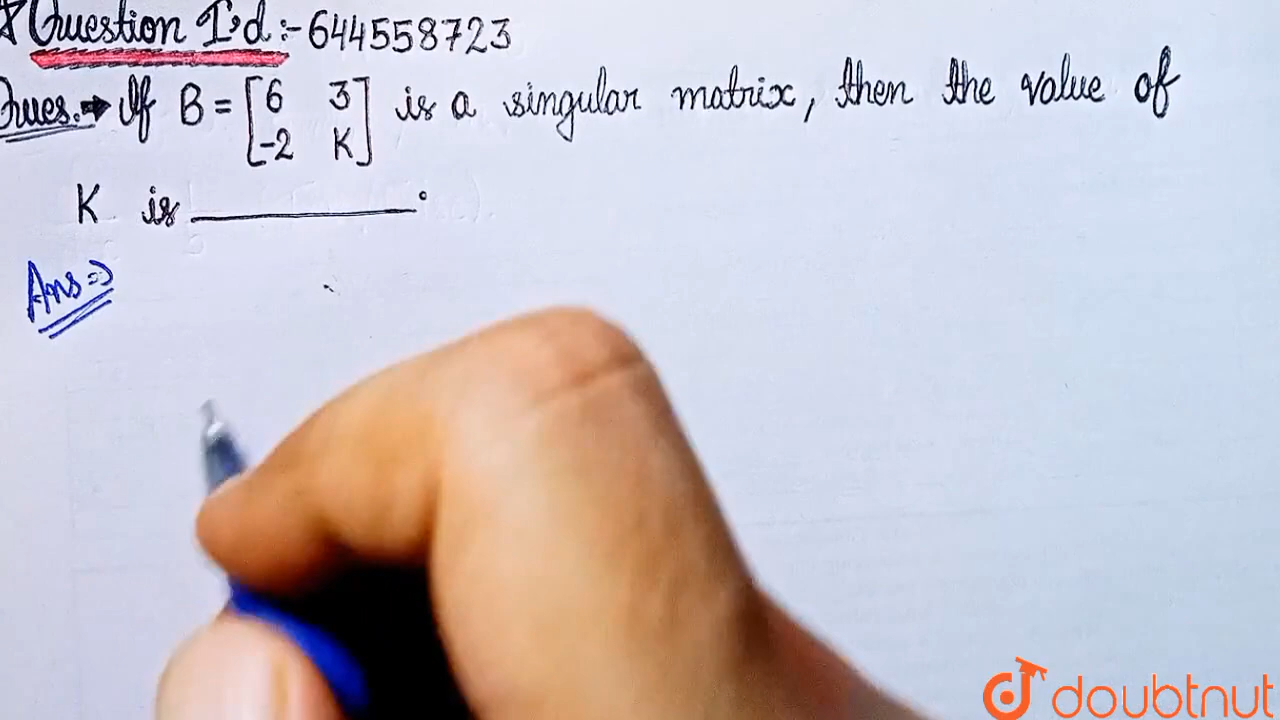 Question I'd :- 644558723
Ques. ⇒ If B = [6 3] is a singular matrix, then the value of
[-2 K]
K is ________.
Ans ⇒
doubtnut